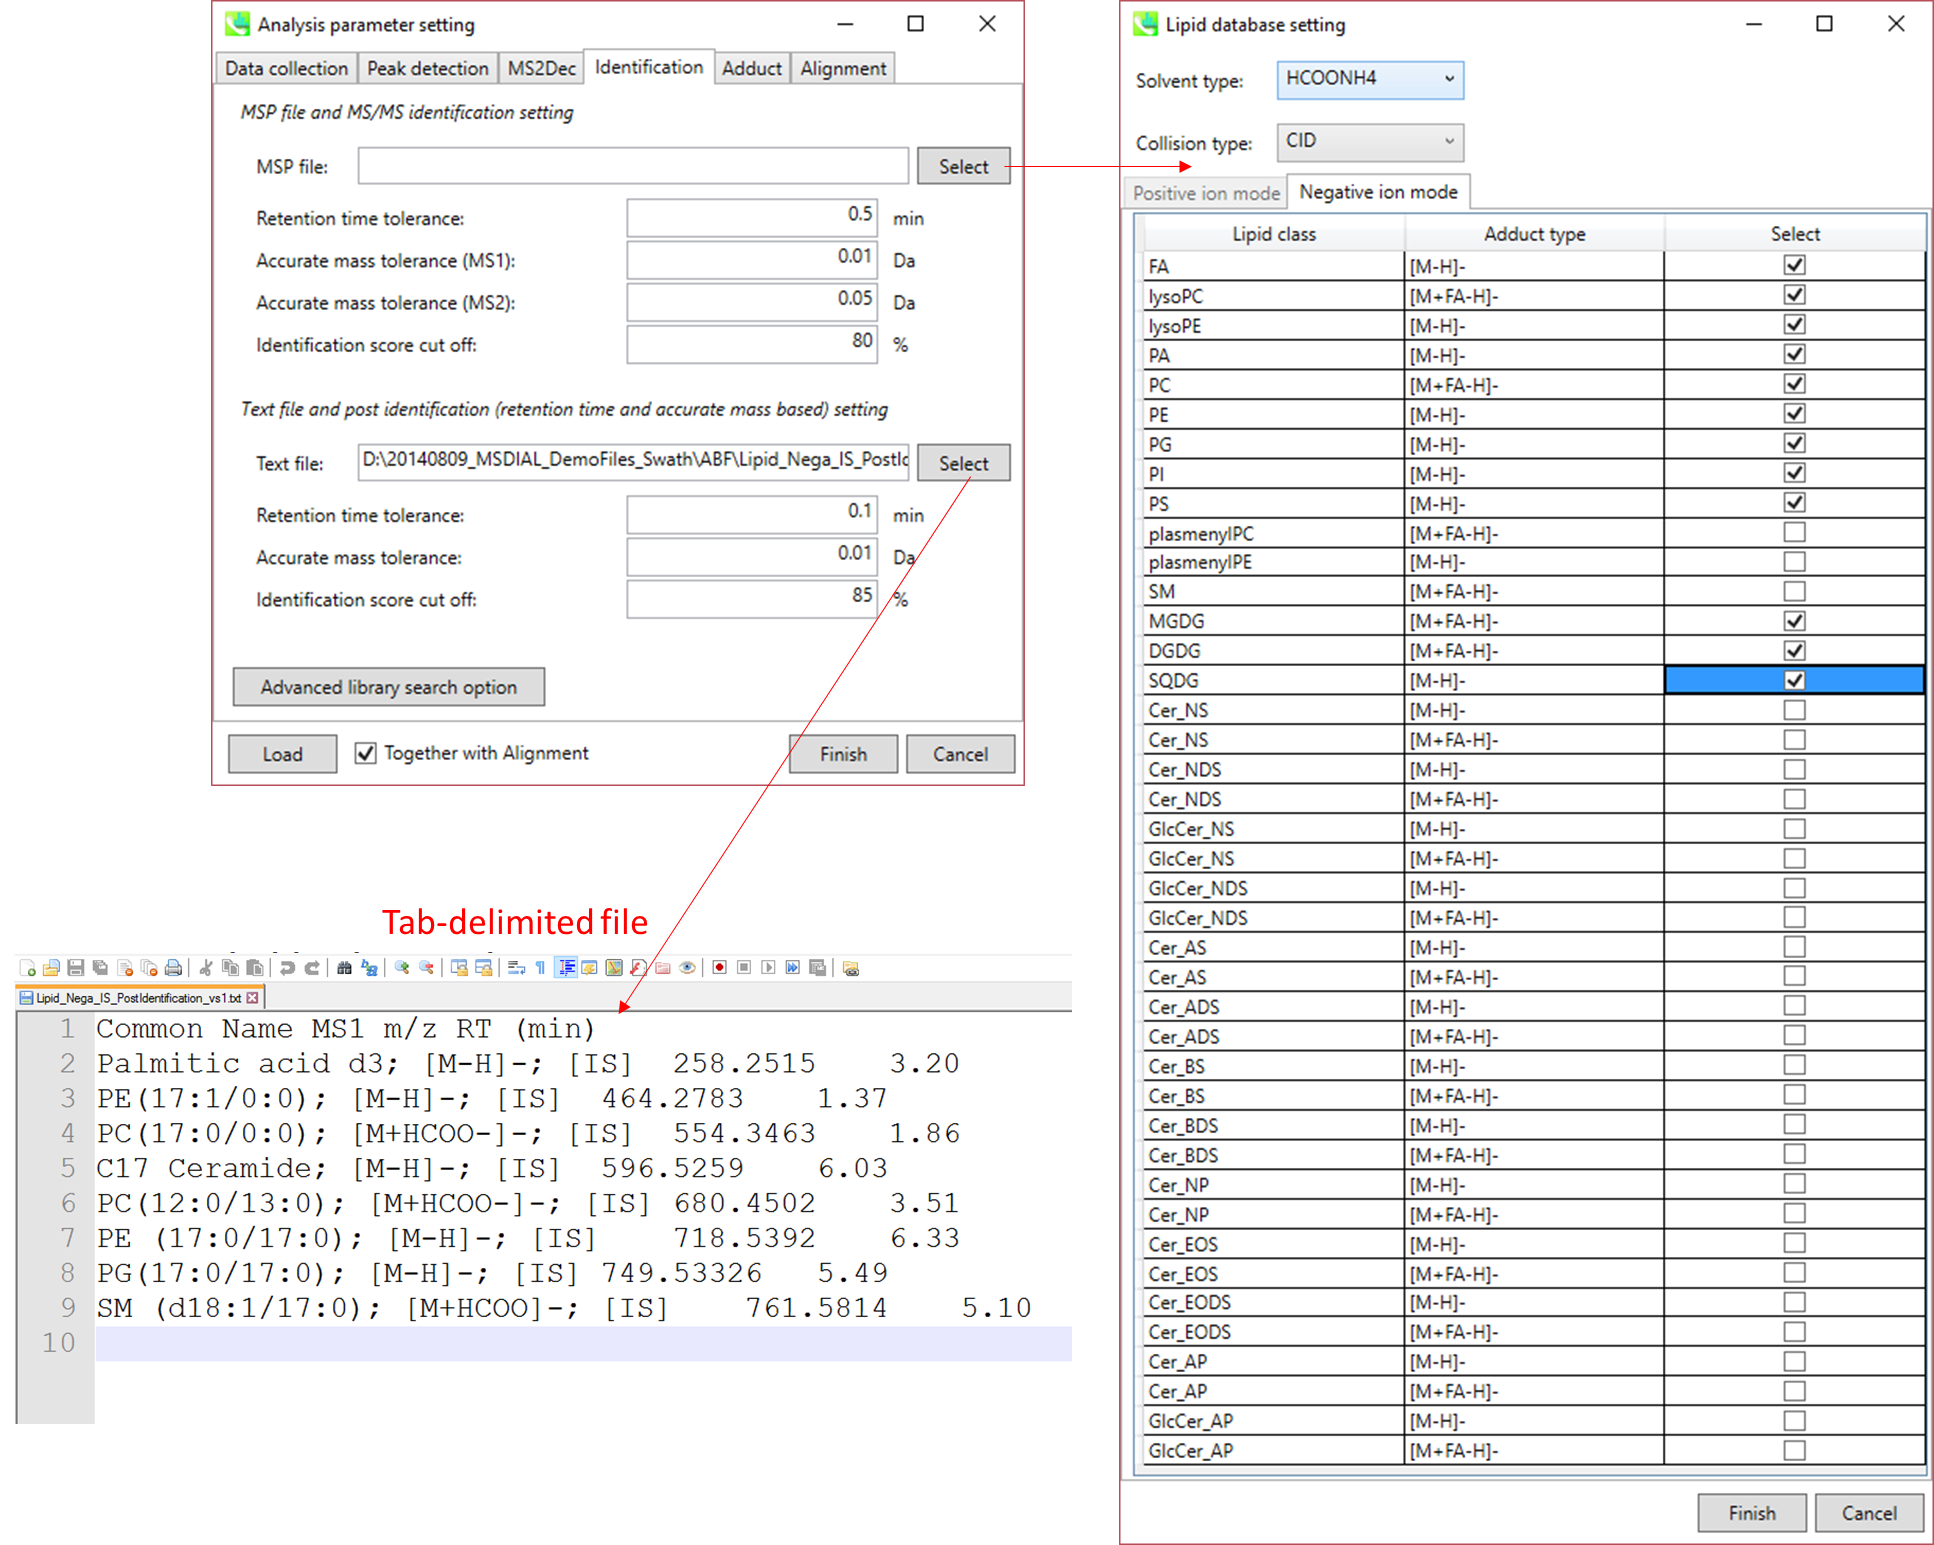 Analysis parameter setting
Data collection Peak detection MS2Dec Identification Adduct Alignment
MSP file and MS/MS identification setting
MSP file: Select
Retention time tolerance: 0.5 min
Accurate mass tolerance (MS1): 0.01 Da
Accurate mass tolerance (MS2): 0.05 Da
Identification score cut off: 80 %
Text file and post identification (retention time and accurate mass based) setting
Text file: D:\20140809_MSDIAL_DemoFiles_Swath\ABF\Lipid_Nega_IS_PostIc Select
Retention time tolerance: 0.1 min
Accurate mass tolerance: 0.01 Da
Identification score cut off: 85 %
Advanced library search option
Load Together with Alignment Finish Cancel
Tab-delimited file
Lipid_Nega_IS_PostIdentification_vs1.txt
1 Common Name MS1 m/z RT (min)
2 Palmitic acid d3; [M-H]-; [IS] 258.2515 3.20
3 PE(17:1/0:0); [M-H]-; [IS] 464.2783 1.37
4 PC(17:0/0:0); [M+HCOO-]-; [IS] 554.3463 1.86
5 C17 Ceramide; [M-H]-; [IS] 596.5259 6.03
6 PC(12:0/13:0); [M+HCOO-]-; [IS] 680.4502 3.51
7 PE (17:0/17:0); [M-H]-; [IS] 718.5392 6.33
8 PG(17:0/17:0); [M-H]-; [IS] 749.53326 5.49
9 SM (d18:1/17:0); [M+HCOO]-; [IS] 761.5814 5.10
10
Lipid database setting
Solvent type: HCOONH4
Collision type: CID
Positive ion mode Negative ion mode
Lipid class Adduct type Select
FA [M-H]-
lysoPC [M+FA-H]-
lysoPE [M-H]-
PA [M-H]-
PC [M+FA-H]-
PE [M-H]-
PG [M-H]-
PI [M-H]-
PS [M-H]-
plasmenylPC [M+FA-H]-
plasmenylPE [M-H]-
SM [M+FA-H]-
MGDG [M+FA-H]-
DGDG [M+FA-H]-
SQDG [M-H]-
Cer_NS [M-H]-
Cer_NS [M+FA-H]-
Cer_NDS [M-H]-
Cer_NDS [M+FA-H]-
GlcCer_NS [M-H]-
GlcCer_NS [M+FA-H]-
GlcCer_NDS [M-H]-
GlcCer_NDS [M+FA-H]-
Cer_AS [M-H]-
Cer_AS [M+FA-H]-
Cer_ADS [M-H]-
Cer_ADS [M+FA-H]-
Cer_BS [M-H]-
Cer_BS [M+FA-H]-
Cer_BDS [M-H]-
Cer_BDS [M+FA-H]-
Cer_NP [M-H]-
Cer_NP [M+FA-H]-
Cer_EOS [M-H]-
Cer_EOS [M+FA-H]-
Cer_EODS [M-H]-
Cer_EODS [M+FA-H]-
Cer_AP [M-H]-
Cer_AP [M+FA-H]-
GlcCer_AP [M-H]-
GlcCer_AP [M+FA-H]-
Finish Cancel